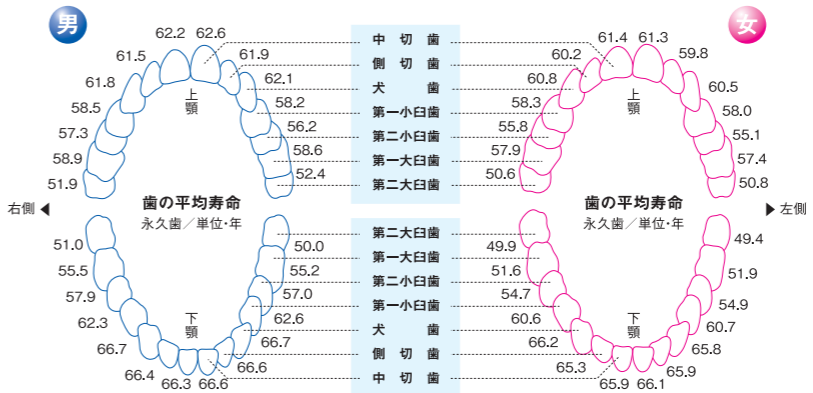 男
62.2
62.6
61.5
61.9
61.8
62.1
58.5
58.2
57.3
56.2
58.9
58.6
51.9
52.4
上顎
歯の平均寿命
永久歯／単位・年
右側 ◀
51.0
50.0
55.5
55.2
57.9
57.0
62.3
62.6
66.7
66.7
66.4
66.6
66.3
66.6
下顎
中切歯
側切歯
犬歯
第一小臼歯
第二小臼歯
第一大臼歯
第二大臼歯
第二大臼歯
第一大臼歯
第二小臼歯
第一小臼歯
犬歯
側切歯
中切歯
女
61.4
61.3
60.2
59.8
60.8
60.5
58.3
58.0
55.8
55.1
57.9
57.4
50.6
50.8
上顎
歯の平均寿命
永久歯／単位・年
▶ 左側
49.9
49.4
51.6
51.9
54.7
54.9
60.6
60.7
66.2
65.8
65.3
65.9
65.9
66.1
下顎